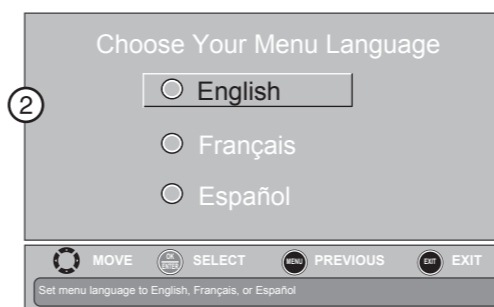 Choose Your Menu Language
2
English
Français
Español
MOVE OK ENTER SELECT MENU PREVIOUS EXIT EXIT
Set menu language to English, Français, or Español